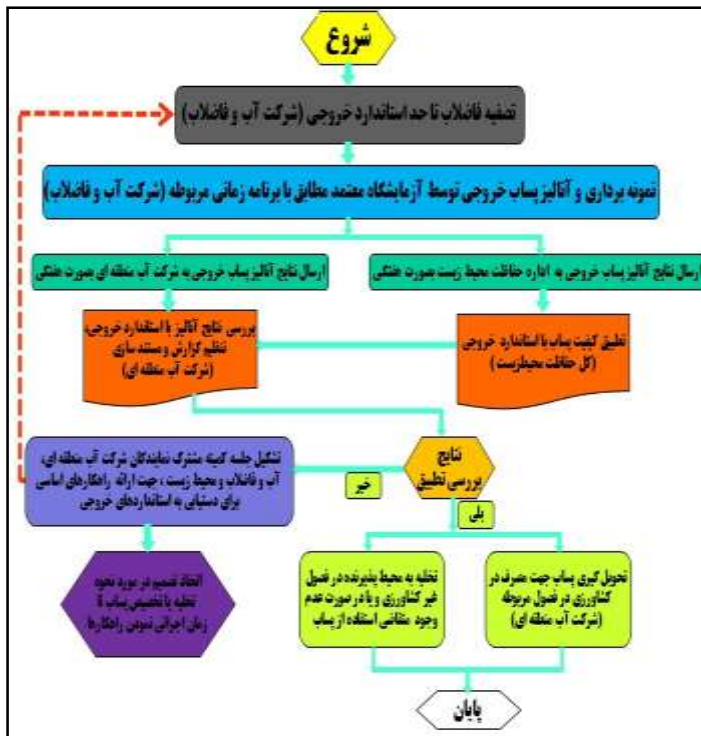 شروع
تصفیه فاضلاب تا حد استاندارد خروجی (شرکت آب و فاضلاب)
نمونه برداری و آنالیز پساب خروجی توسط آزمایشگاه معتمد مطابق با برنامه زمانی مربوطه (شرکت آب و فاضلاب)
ارسال نتایج آنالیز پساب خروجی به اداره حفاظت محیط زیست بصورت هفتگی
ارسال نتایج آنالیز پساب خروجی به شرکت آب منطقه ای بصورت هفتگی
تطبیق کیفیت پساب با استاندارد خروجی
(کل حفاظت محیط‌زیست)
بررسی نتایج آنالیز با استاندارد خروجی،
تنظیم گزارش و مستند سازی
(شرکت آب منطقه ای)
نتایج
بررسی تطبیق
خیر
بلی
تشکیل جلسه کمیته مشترک نمایندگان شرکت آب منطقه ای،
آب و فاضلاب و محیط زیست ، جهت ارائه راهکارهای اساسی
برای دستیابی به استانداردهای خروجی
اتخاذ تصمیم در مورد نحوه
تخلیه یا تخصیص پساب تا
زمان اجرائی نمودن راهکارها
تحویل گیری پساب جهت مصرف در
کشاورزی در فصول مربوطه
(شرکت آب منطقه ای)
تخلیه به محیط پذیرنده در فصول
غیر کشاورزی و یا در صورت عدم
وجود متقاضی استفاده از پساب
پایان